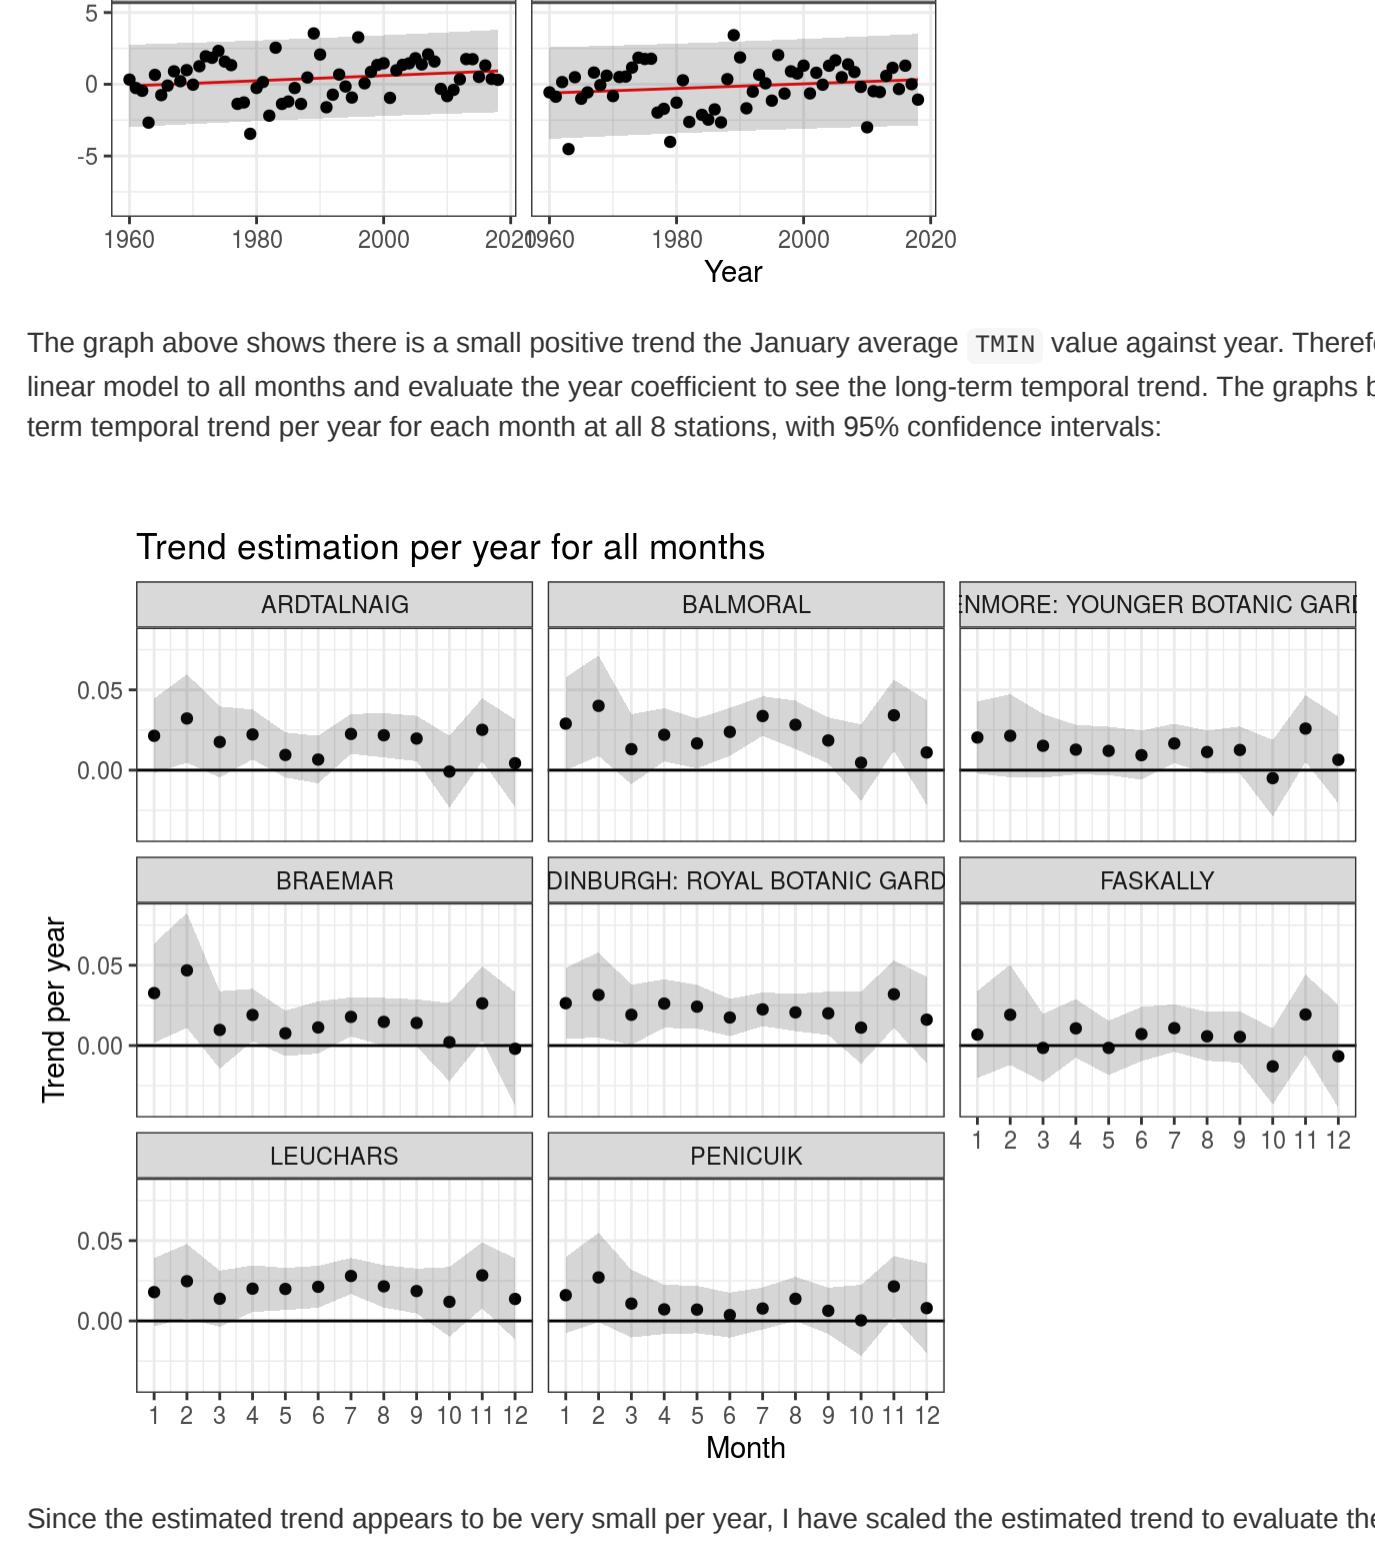 5
0
-5
1960 1980 2000 2020 1960 1980 2000 2020
Year
The graph above shows there is a small positive trend the January average TMIN value against year. Theref
linear model to all months and evaluate the year coefficient to see the long-term temporal trend. The graphs b
term temporal trend per year for each month at all 8 stations, with 95% confidence intervals:
Trend estimation per year for all months
ARDTALNAIG BALMORAL ENMORE: YOUNGER BOTANIC GARD
0.05
0.00
BRAEMAR DINBURGH: ROYAL BOTANIC GARD FASKALLY
0.05
0.00
Trend per year
1 2 3 4 5 6 7 8 9 10 11 12
LEUCHARS PENICUIK
0.05
0.00
1 2 3 4 5 6 7 8 9 10 11 12 1 2 3 4 5 6 7 8 9 10 11 12
Month
Since the estimated trend appears to be very small per year, I have scaled the estimated trend to evaluate the